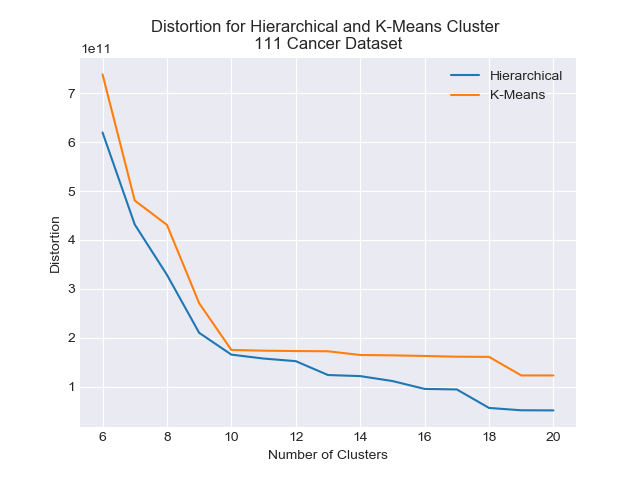 Distortion for Hierarchical and K-Means Cluster
111 Cancer Dataset
1e11
Hierarchical
K-Means
7
6
5
4
3
2
1
Distortion
6 8 10 12 14 16 18 20
Number of Clusters